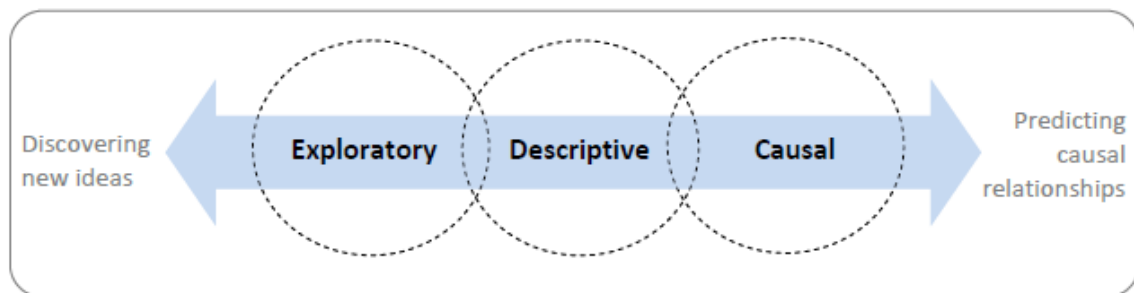 Discovering
new ideas
Exploratory
Descriptive
Causal
Predicting
causal
relationships